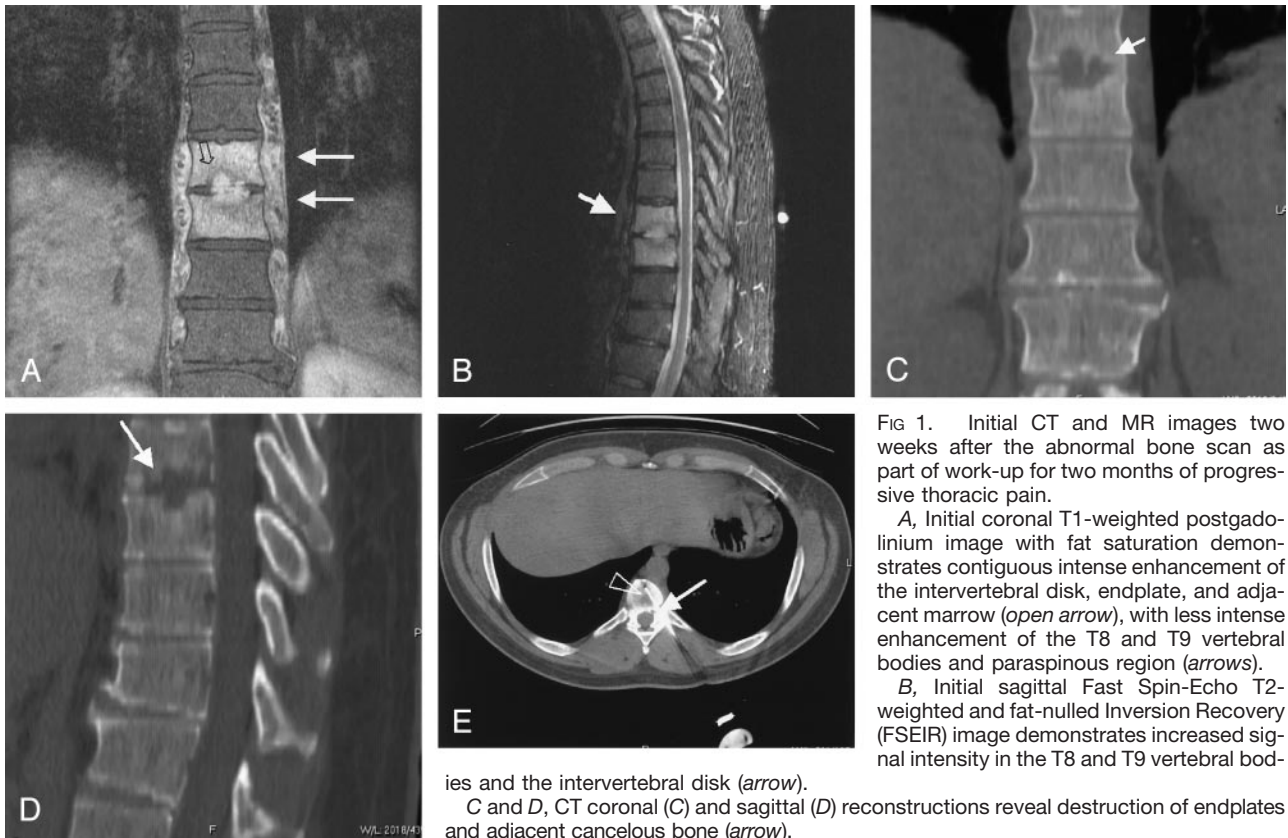 A
B
C
LA
D
P
F
W/L: 2018/439
E
L
FIG 1. Initial CT and MR images two
weeks after the abnormal bone scan as
part of work-up for two months of progres-
sive thoracic pain.
A, Initial coronal T1-weighted postgado-
linium image with fat saturation demon-
strates contiguous intense enhancement of
the intervertebral disk, endplate, and adja-
cent marrow (open arrow), with less intense
enhancement of the T8 and T9 vertebral
bodies and paraspinous region (arrows).
B, Initial sagittal Fast Spin-Echo T2-
weighted and fat-nulled Inversion Recovery
(FSEIR) image demonstrates increased sig-
nal intensity in the T8 and T9 vertebral bod-
ies and the intervertebral disk (arrow).
C and D, CT coronal (C) and sagittal (D) reconstructions reveal destruction of endplates
and adjacent cancelous bone (arrow).